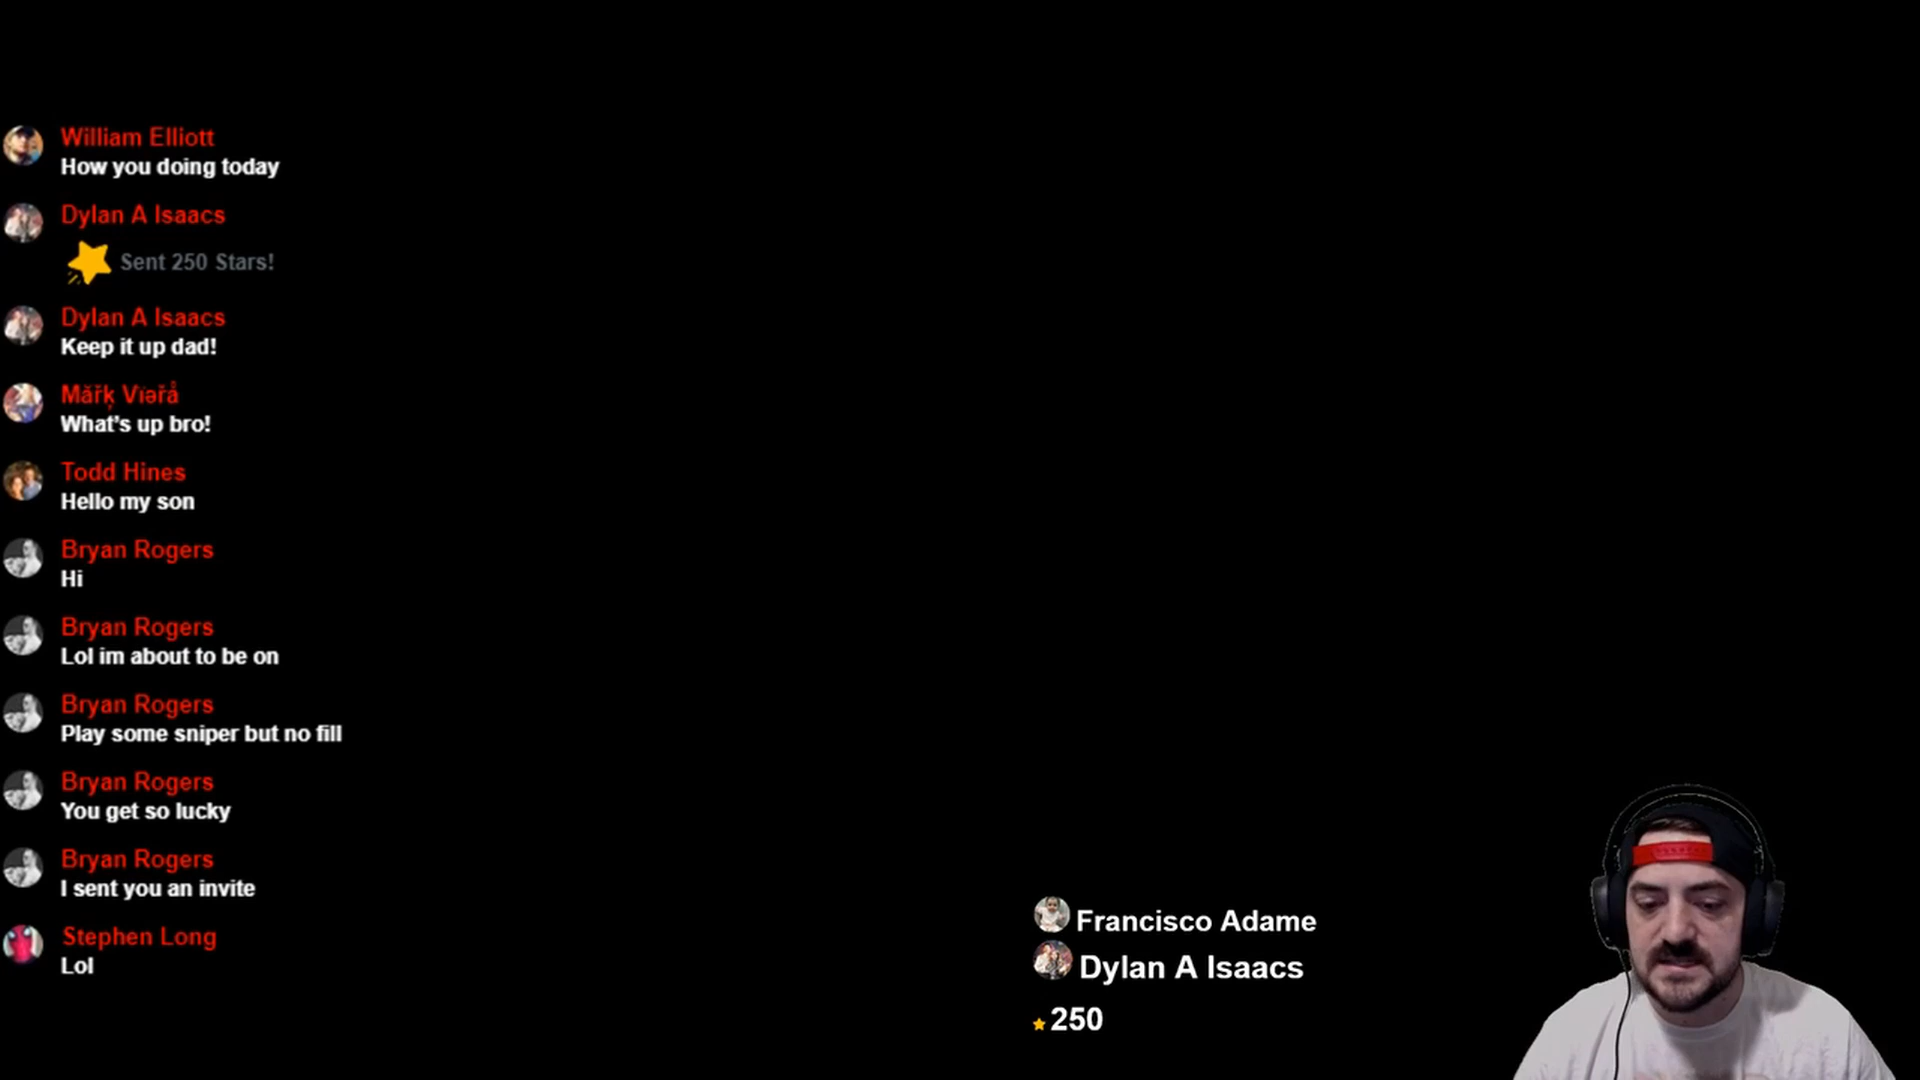 William Elliott
How you doing today
Dylan A Isaacs
Sent 250 Stars!
Dylan A Isaacs
Keep it up dad!
Măřķ Vïəřå
What's up bro!
Todd Hines
Hello my son
Bryan Rogers
Hi
Bryan Rogers
Lol im about to be on
Bryan Rogers
Play some sniper but no fill
Bryan Rogers
You get so lucky
Bryan Rogers
I sent you an invite
Stephen Long
Lol
Francisco Adame
Dylan A Isaacs
250